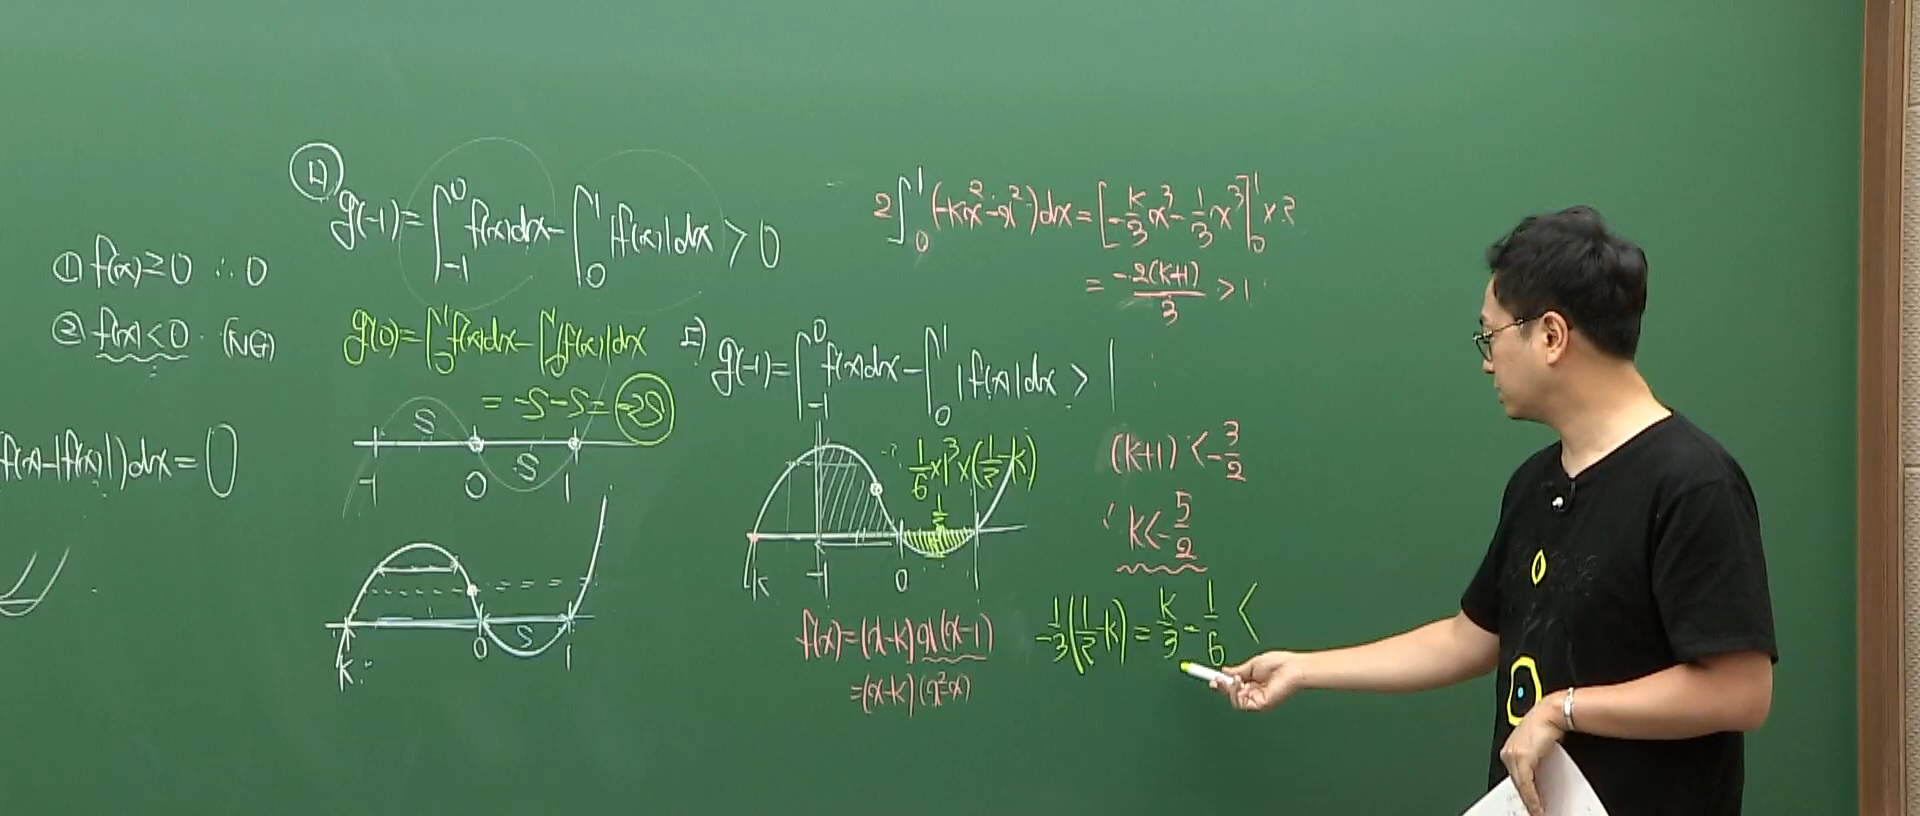 ① f(x)≥0 ∴ 0
② f(x)<0 (NG)
f(x)-|f(x)|)dx=0
ㄴ) g(-1)=∫₋₁⁰ f(x)dx-∫₀¹ |f(x)|dx > 0
g(0)=∫₀¹ f(x)dx-∫₀¹ |f(x)|dx
= -S-S= -2S
S
-1 0 S 1
k 0 S 1
ㄷ) g(-1)=∫₋₁⁰ f(x)dx-∫₀¹ |f(x)|dx > 1
1/6×1³×(1/2-k)
1/2
k -1 0 1
f(x)=(x-k)x(x-1)
=(x-k)(x²-x)
2∫₀¹ (-kx²-x²)dx=[-k/3 x³-1/3 x³]₀¹ ×2
= -2(k+1)/3 >1
(k+1)<-3/2
k<-5/2
-1/3(1/2-k)=k/3-1/6 <